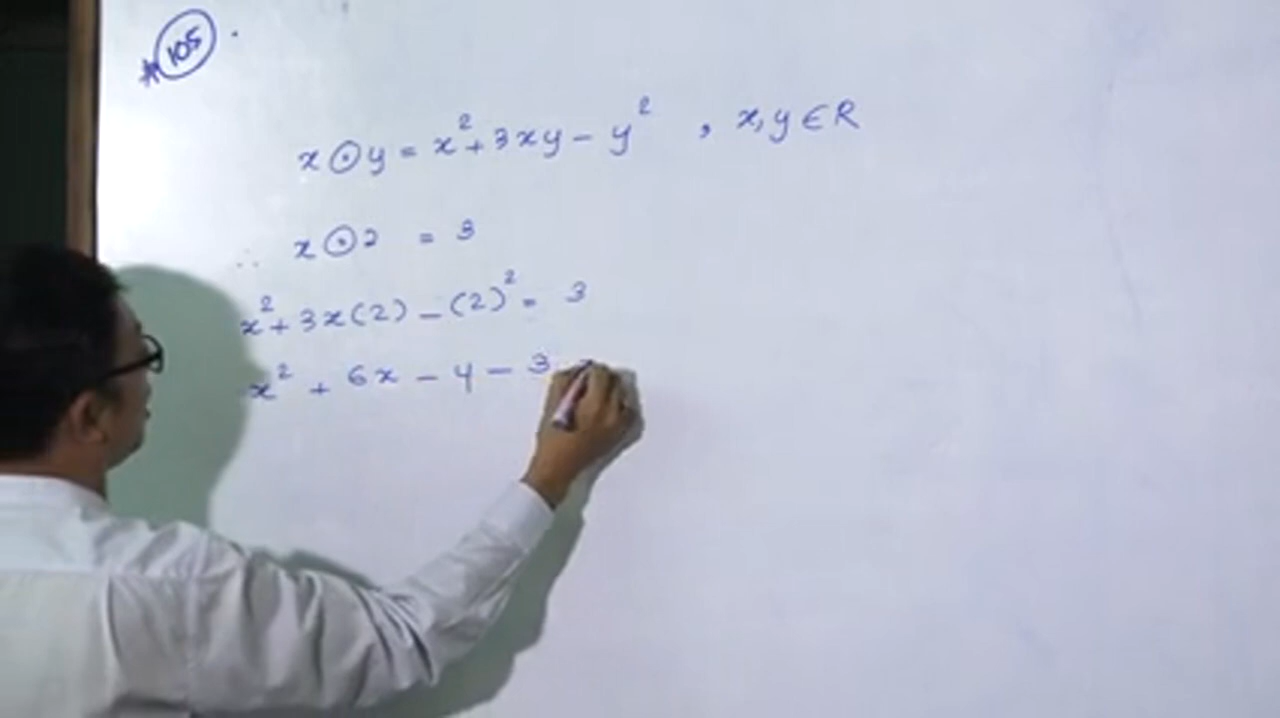 #105.
x⊙y = x² + 3xy - y² , x,y ∈ R
∴ x⊙2 = 3
x² + 3x(2) - (2)² = 3
x² + 6x - 4 - 3